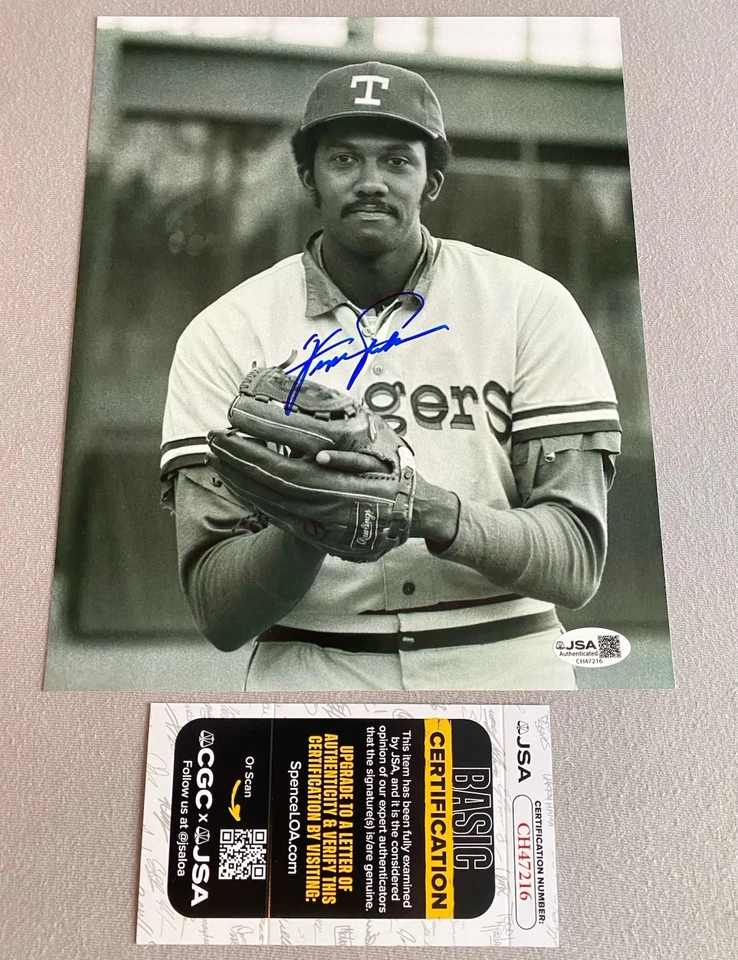 T
gers
Rawlings
Fergie Jenkins
JSA
Authenticated
CH47216
JSA
CERTIFICATION NUMBER:
CH47216
BASIC
CERTIFICATION
This item has been fully examined
by JSA, and it is the considered
opinion of our expert authenticators
that the signature(s) is/are genuine.
UPGRADE TO A LETTER OF
AUTHENTICITY & VERIFY THIS
CERTIFICATION BY VISITING:
SpenceLOA.com
Or Scan
CGC x JSA
Follow us at @jsaloa